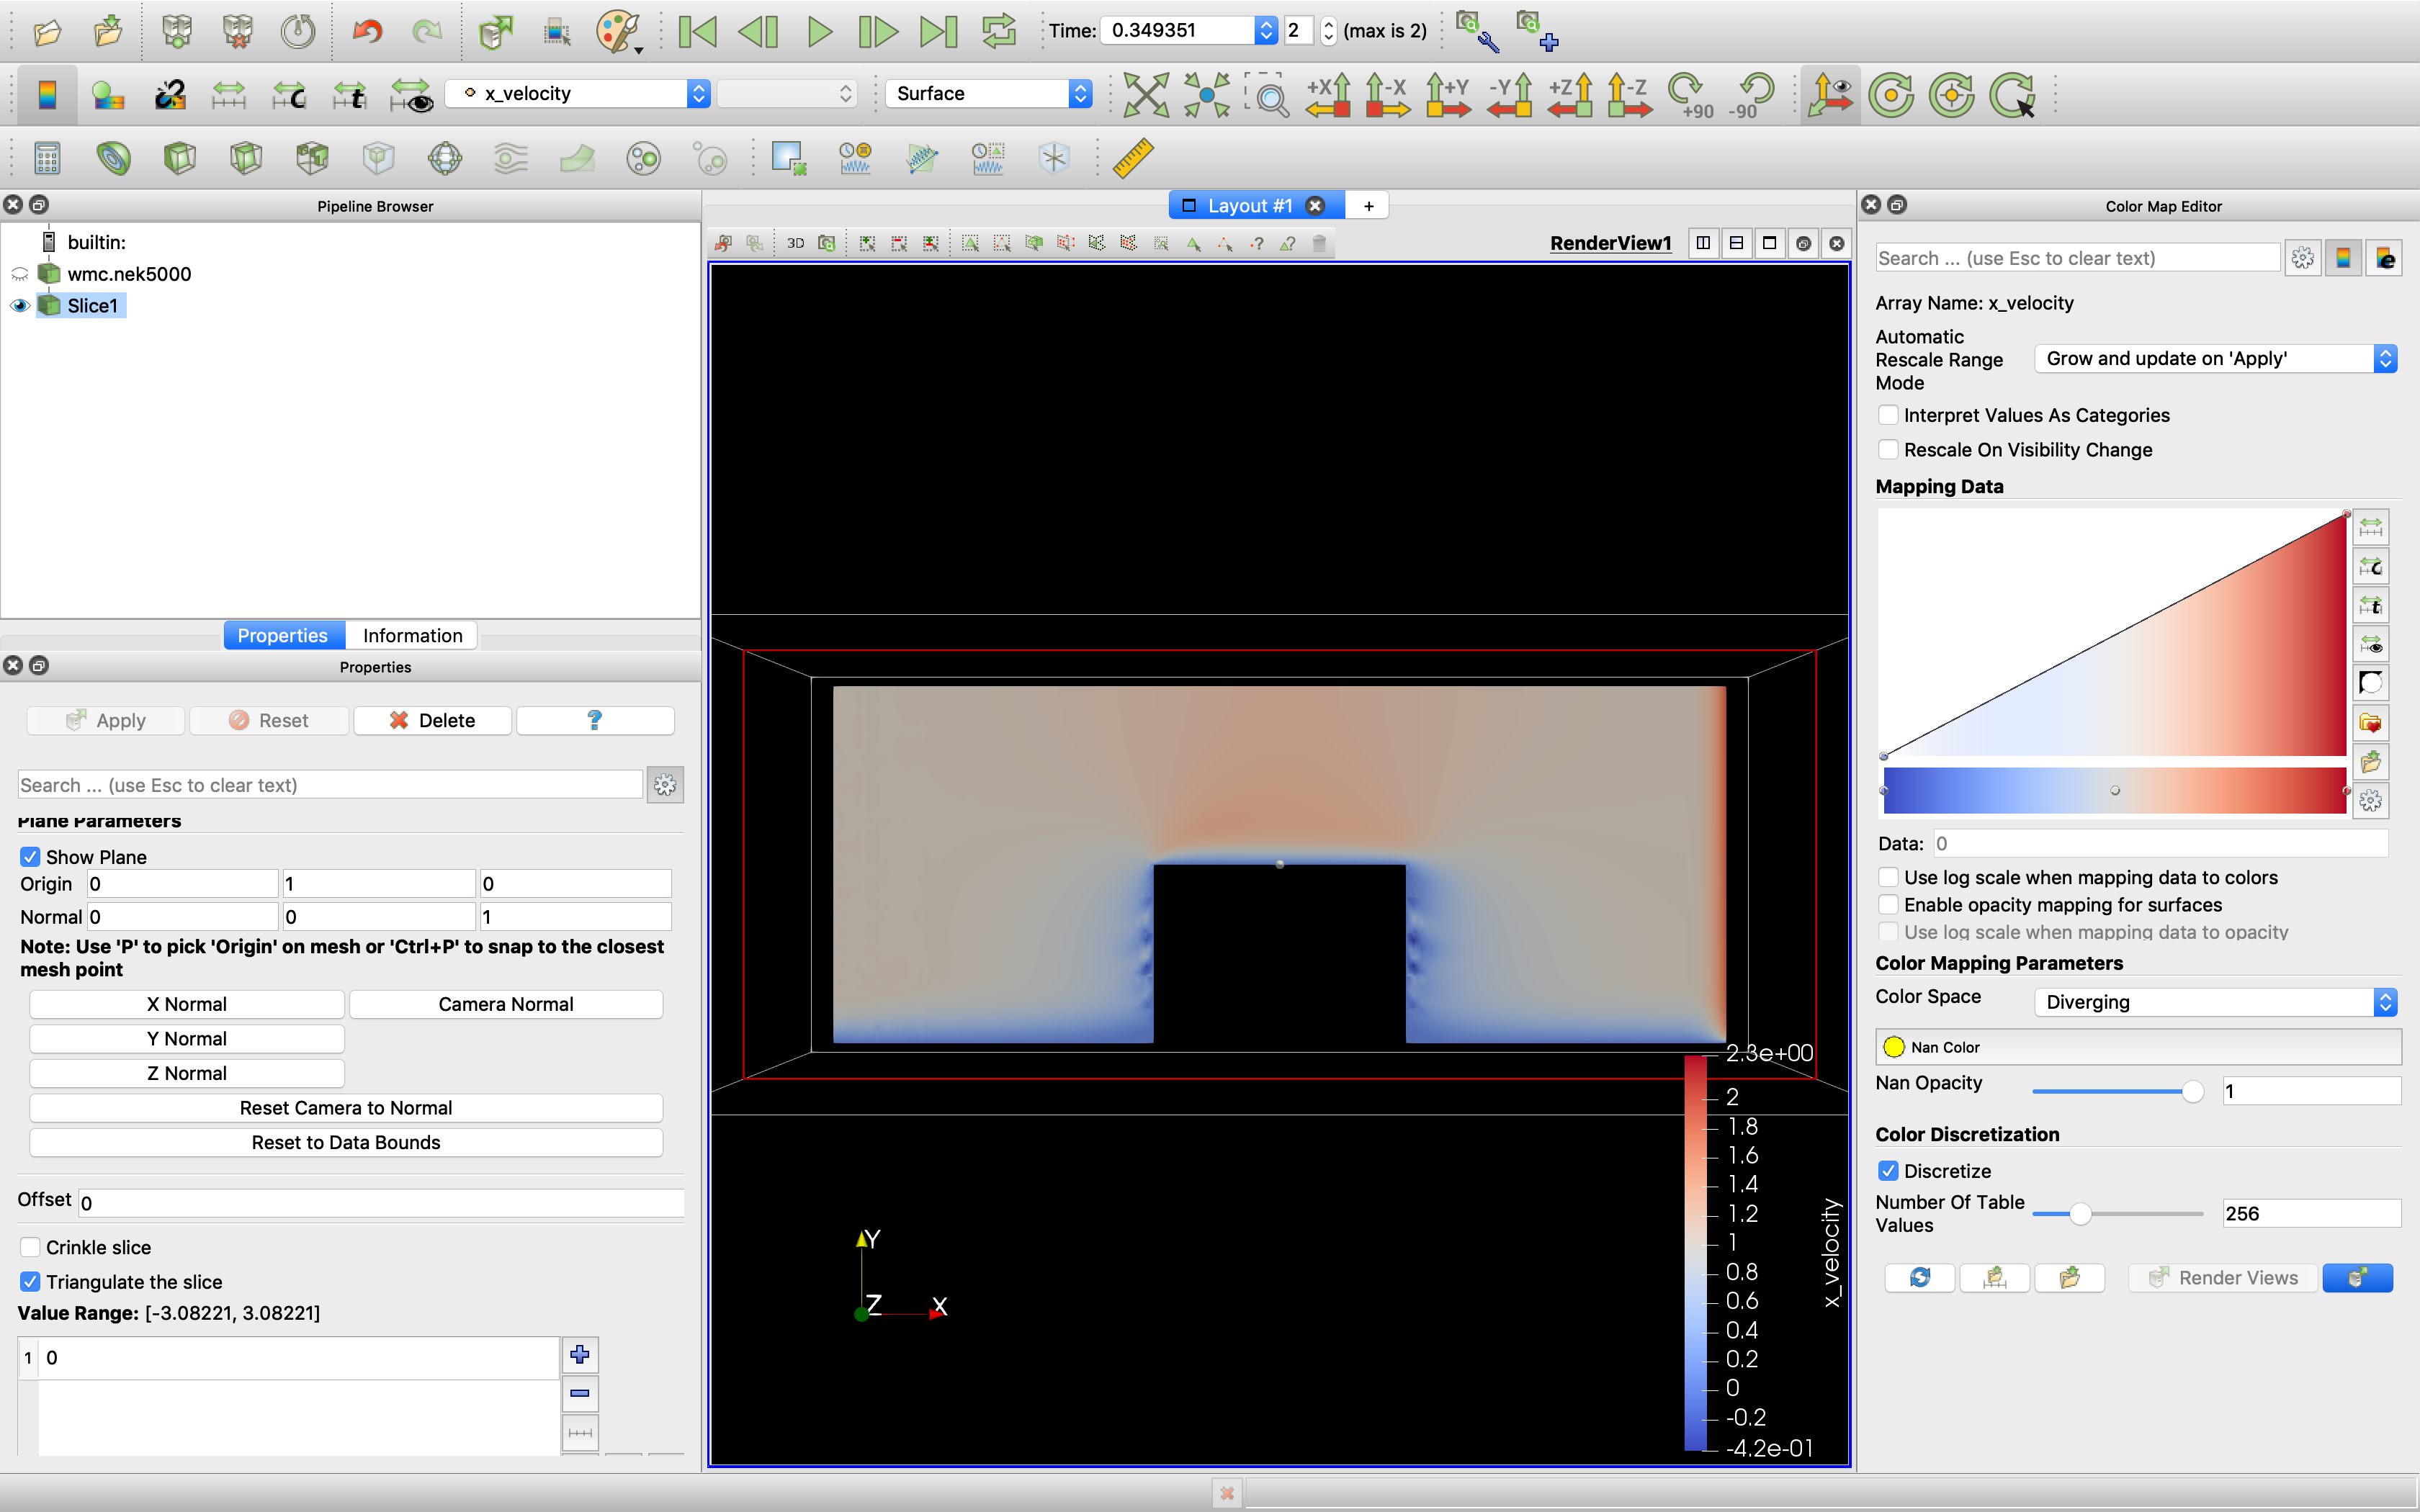 Time: 0.349351 2 (max is 2)
x_velocity Surface +X -X +Y -Y +Z -Z +90 -90
Pipeline Browser
builtin:
wmc.nek5000
Slice1
Properties Information
Properties
Apply Reset Delete ?
Search ... (use Esc to clear text)
Plane Parameters
Show Plane
Origin 0 1 0
Normal 0 0 1
Note: Use 'P' to pick 'Origin' on mesh or 'Ctrl+P' to snap to the closest
mesh point
X Normal Camera Normal
Y Normal
Z Normal
Reset Camera to Normal
Reset to Data Bounds
Offset 0
Crinkle slice
Triangulate the slice
Value Range: [-3.08221, 3.08221]
1 0
Layout #1 +
3D RenderView1
2.3e+00
2
1.8
1.6
1.4
1.2
1
0.8
0.6
0.4
0.2
0
-0.2
-4.2e-01
x_velocity
Y
Z X
Color Map Editor
Search ... (use Esc to clear text)
Array Name: x_velocity
Automatic
Rescale Range
Mode
Grow and update on 'Apply'
Interpret Values As Categories
Rescale On Visibility Change
Mapping Data
Data: 0
Use log scale when mapping data to colors
Enable opacity mapping for surfaces
Use log scale when mapping data to opacity
Color Mapping Parameters
Color Space Diverging
Nan Color
Nan Opacity 1
Color Discretization
Discretize
Number Of Table
Values
256
Render Views